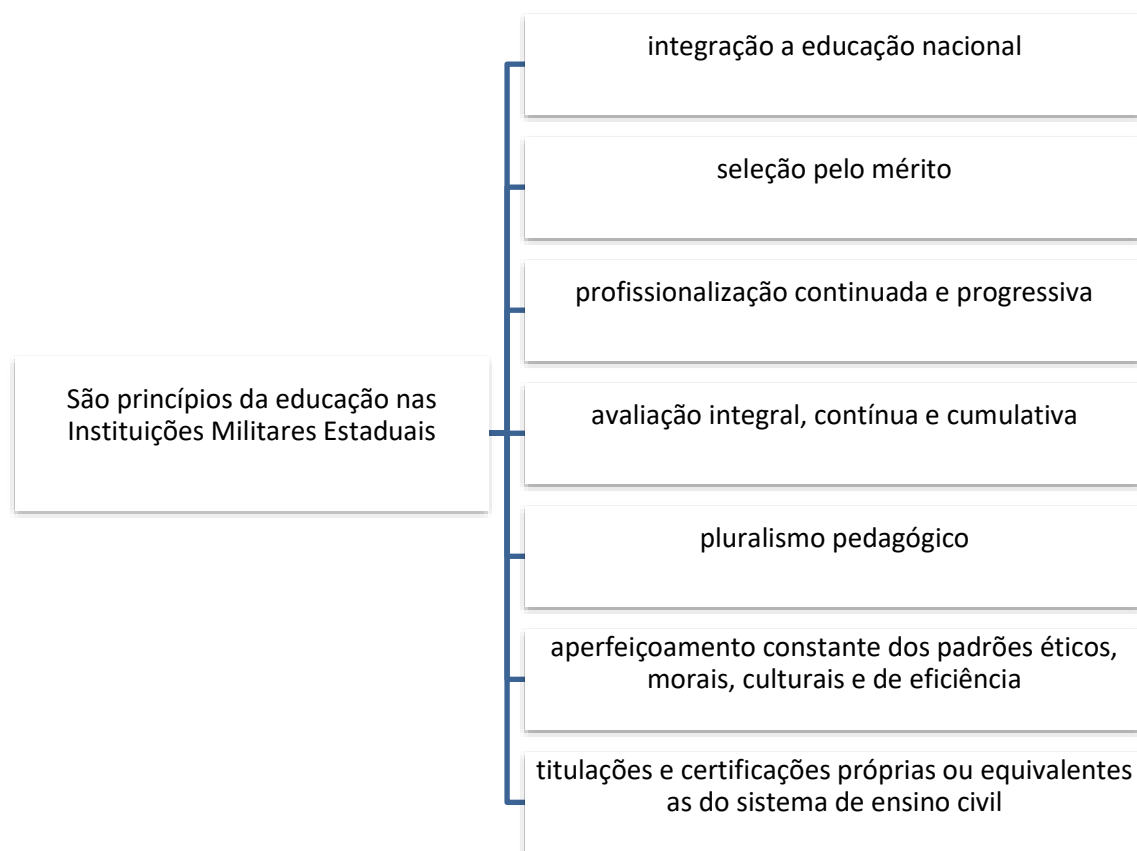 São princípios da educação nas
Instituições Militares Estaduais
integração a educação nacional
seleção pelo mérito
profissionalização continuada e progressiva
avaliação integral, contínua e cumulativa
pluralismo pedagógico
aperfeiçoamento constante dos padrões éticos,
morais, culturais e de eficiência
titulações e certificações próprias ou equivalentes
as do sistema de ensino civil